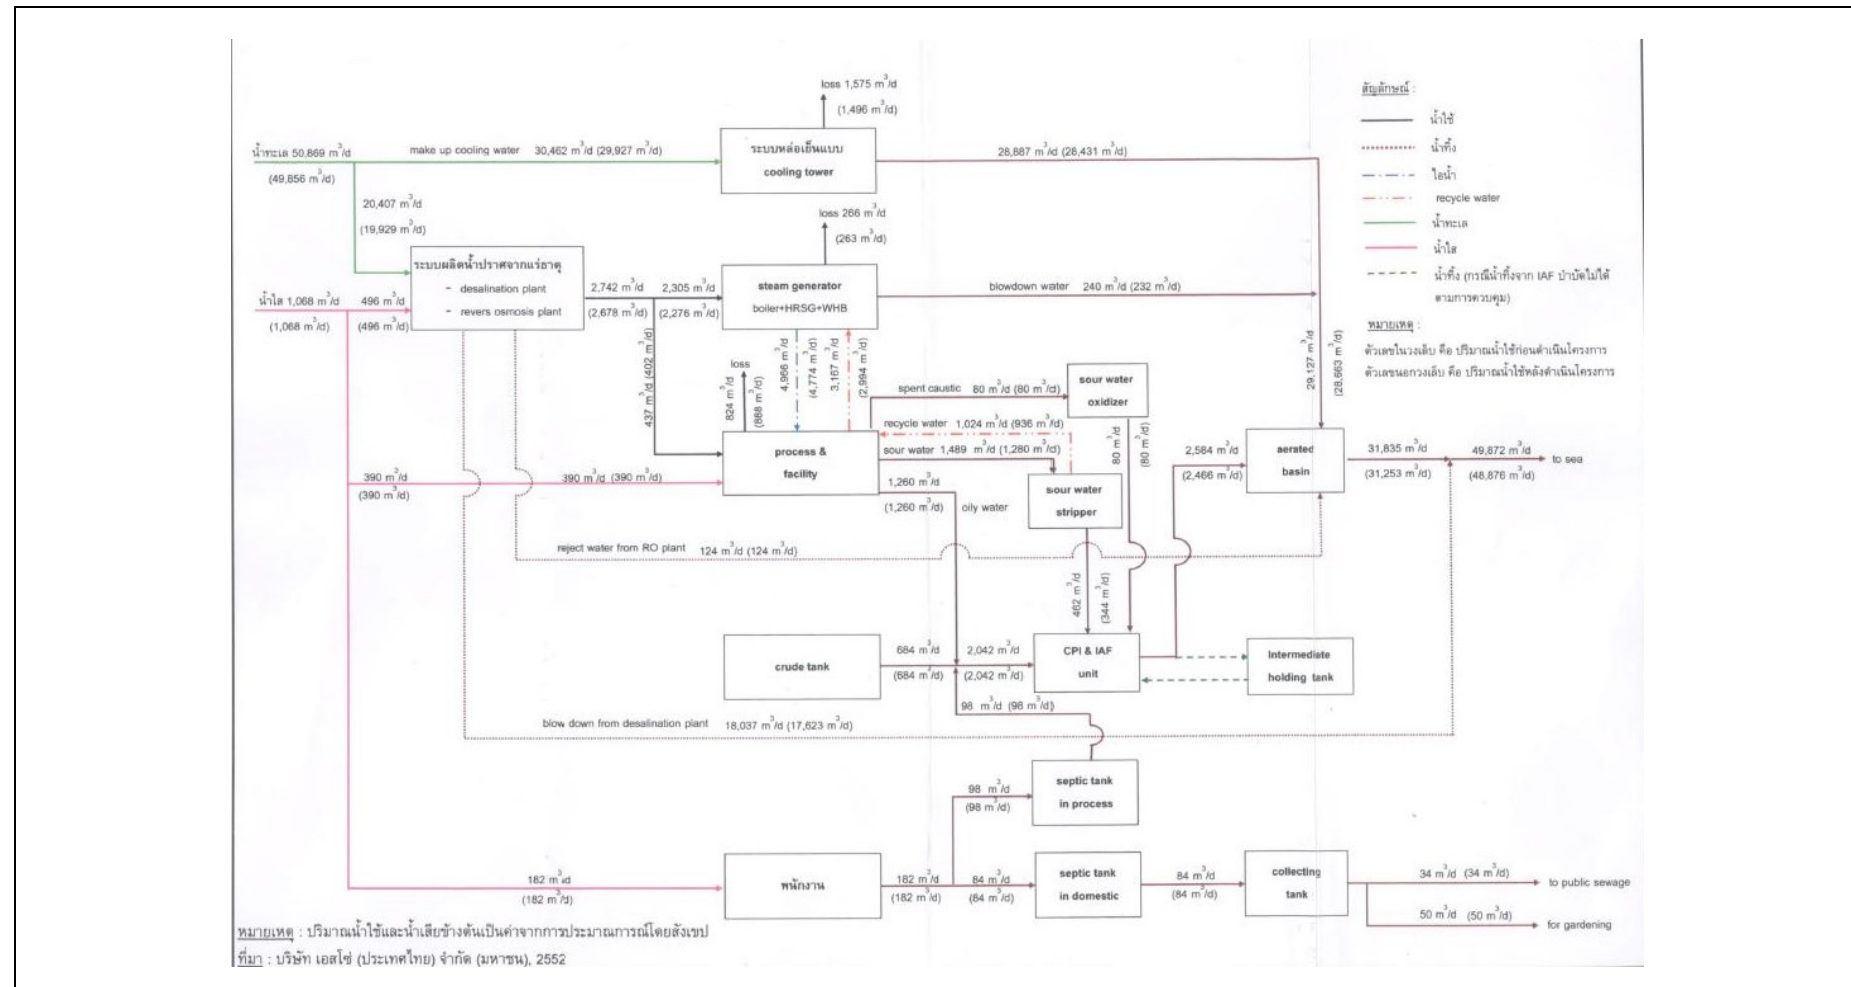 loss 1,575 m³/d
(1,496 m³/d)
น้ำทะเล 50,869 m³/d
(49,856 m³/d)
make up cooling water 30,462 m³/d (29,927 m³/d)
ระบบหล่อเย็นแบบ
cooling tower
28,887 m³/d (28,431 m³/d)
20,407 m³/d
(19,929 m³/d)
loss 266 m³/d
(263 m³/d)
ระบบผลิตน้ำปราศจากแร่ธาตุ
- desalination plant
- revers osmosis plant
น้ำใส 1,068 m³/d
(1,068 m³/d)
496 m³/d
(496 m³/d)
2,742 m³/d
(2,678 m³/d)
2,305 m³/d
(2,276 m³/d)
steam generator
boiler+HRSG+WHB
blowdown water 240 m³/d (232 m³/d)
29,127 m³/d
(28,663 m³/d)
437 m³/d (402 m³/d)
loss
824 m³/d
(888 m³/d)
4,966 m³/d
(4,774 m³/d)
3,167 m³/d
(2,994 m³/d)
spent caustic 80 m³/d (80 m³/d)
sour water
oxidizer
recycle water 1,024 m³/d (936 m³/d)
sour water 1,489 m³/d (1,280 m³/d)
80 m³/d
(80 m³/d)
process &
facility
1,260 m³/d
(1,260 m³/d)
oily water
sour water
stripper
2,584 m³/d
(2,466 m³/d)
aerated
basin
31,835 m³/d
(31,253 m³/d)
49,872 m³/d
(48,876 m³/d)
to sea
390 m³/d
(390 m³/d)
390 m³/d (390 m³/d)
reject water from RO plant 124 m³/d (124 m³/d)
462 m³/d
(344 m³/d)
crude tank
684 m³/d
(684 m³/d)
2,042 m³/d
(2,042 m³/d)
CPI & IAF
unit
Intermediate
holding tank
98 m³/d (98 m³/d)
blow down from desalination plant 18,037 m³/d (17,623 m³/d)
98 m³/d
(98 m³/d)
septic tank
in process
182 m³/d
(182 m³/d)
พนักงาน
182 m³/d
(182 m³/d)
84 m³/d
(84 m³/d)
septic tank
in domestic
84 m³/d
(84 m³/d)
collecting
tank
34 m³/d (34 m³/d)
to public sewage
50 m³/d (50 m³/d)
for gardening
สัญลักษณ์ :
น้ำใช้
น้ำทิ้ง
ไอน้ำ
recycle water
น้ำทะเล
น้ำใส
น้ำทิ้ง (กรณีน้ำทิ้งจาก IAF บำบัดไม่ได้
ตามการควบคุม)
หมายเหตุ :
ตัวเลขในวงเล็บ คือ ปริมาณน้ำใช้ก่อนดำเนินโครงการ
ตัวเลขนอกวงเล็บ คือ ปริมาณน้ำใช้หลังดำเนินโครงการ
หมายเหตุ : ปริมาณน้ำใช้และน้ำเสียข้างต้นเป็นค่าจากการประมาณการณ์โดยสังเขป
ที่มา : บริษัท เอสโซ่ (ประเทศไทย) จำกัด (มหาชน), 2552